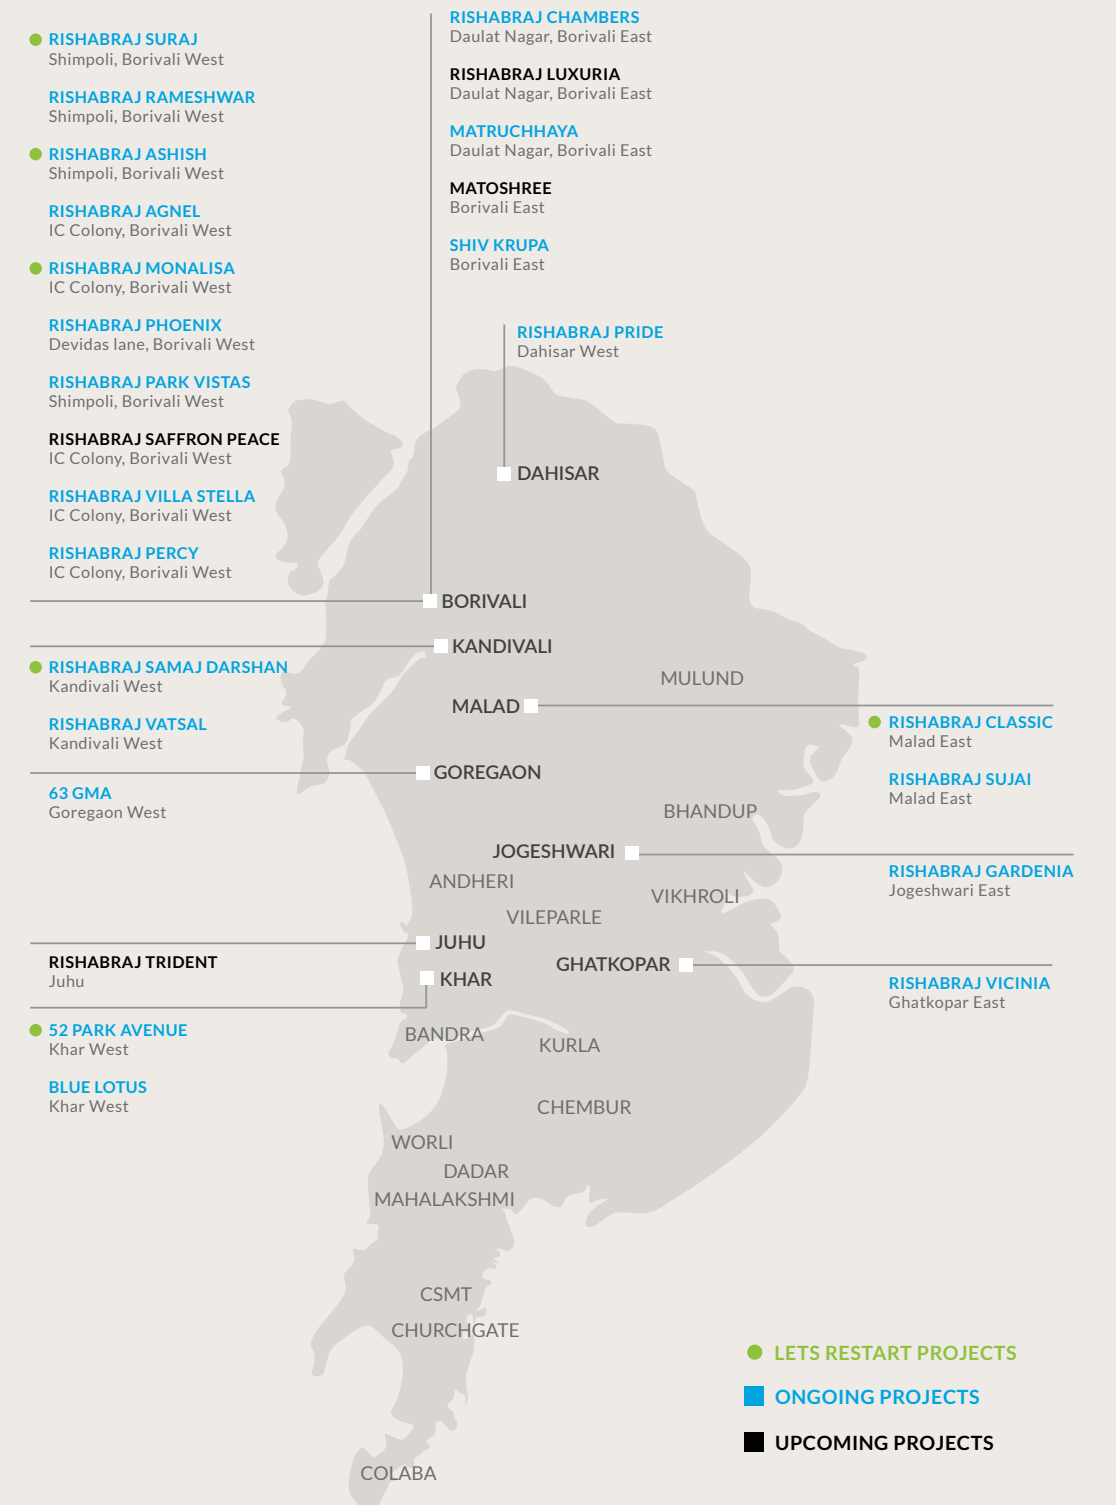 RISHABRAJ SURAJ
Shimpoli, Borivali West
RISHABRAJ RAMESHWAR
Shimpoli, Borivali West
RISHABRAJ ASHISH
Shimpoli, Borivali West
RISHABRAJ AGNEL
IC Colony, Borivali West
RISHABRAJ MONALISA
IC Colony, Borivali West
RISHABRAJ PHOENIX
Devidas lane, Borivali West
RISHABRAJ PARK VISTAS
Shimpoli, Borivali West
RISHABRAJ SAFFRON PEACE
IC Colony, Borivali West
RISHABRAJ VILLA STELLA
IC Colony, Borivali West
RISHABRAJ PERCY
IC Colony, Borivali West
RISHABRAJ CHAMBERS
Daulat Nagar, Borivali East
RISHABRAJ LUXURIA
Daulat Nagar, Borivali East
MATRUCHHAYA
Daulat Nagar, Borivali East
MATOSHREE
Borivali East
SHIV KRUPA
Borivali East
RISHABRAJ PRIDE
Dahisar West
DAHISAR
BORIVALI
KANDIVALI
RISHABRAJ SAMAJ DARSHAN
Kandivali West
RISHABRAJ VATSAL
Kandivali West
MULUND
MALAD
RISHABRAJ CLASSIC
Malad East
RISHABRAJ SUJAI
Malad East
GOREGAON
63 GMA
Goregaon West
BHANDUP
JOGESHWARI
RISHABRAJ GARDENIA
Jogeshwari East
ANDHERI
VIKHROLI
VILEPARLE
JUHU
RISHABRAJ TRIDENT
Juhu
GHATKOPAR
RISHABRAJ VICINIA
Ghatkopar East
KHAR
52 PARK AVENUE
Khar West
BLUE LOTUS
Khar West
BANDRA
KURLA
CHEMBUR
WORLI
DADAR
MAHALAKSHMI
CSMT
CHURCHGATE
COLABA
LETS RESTART PROJECTS
ONGOING PROJECTS
UPCOMING PROJECTS